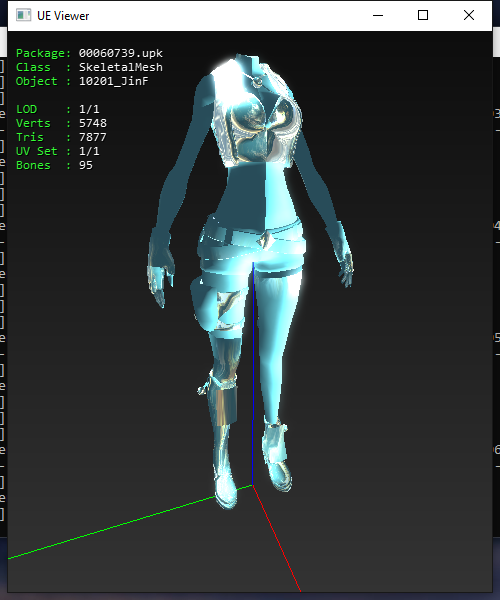 UE Viewer
Package: 00060739.upk
Class : SkeletalMesh
Object : 10201_JinF
LOD : 1/1
Verts : 5748
Tris : 7877
UV Set : 1/1
Bones : 95